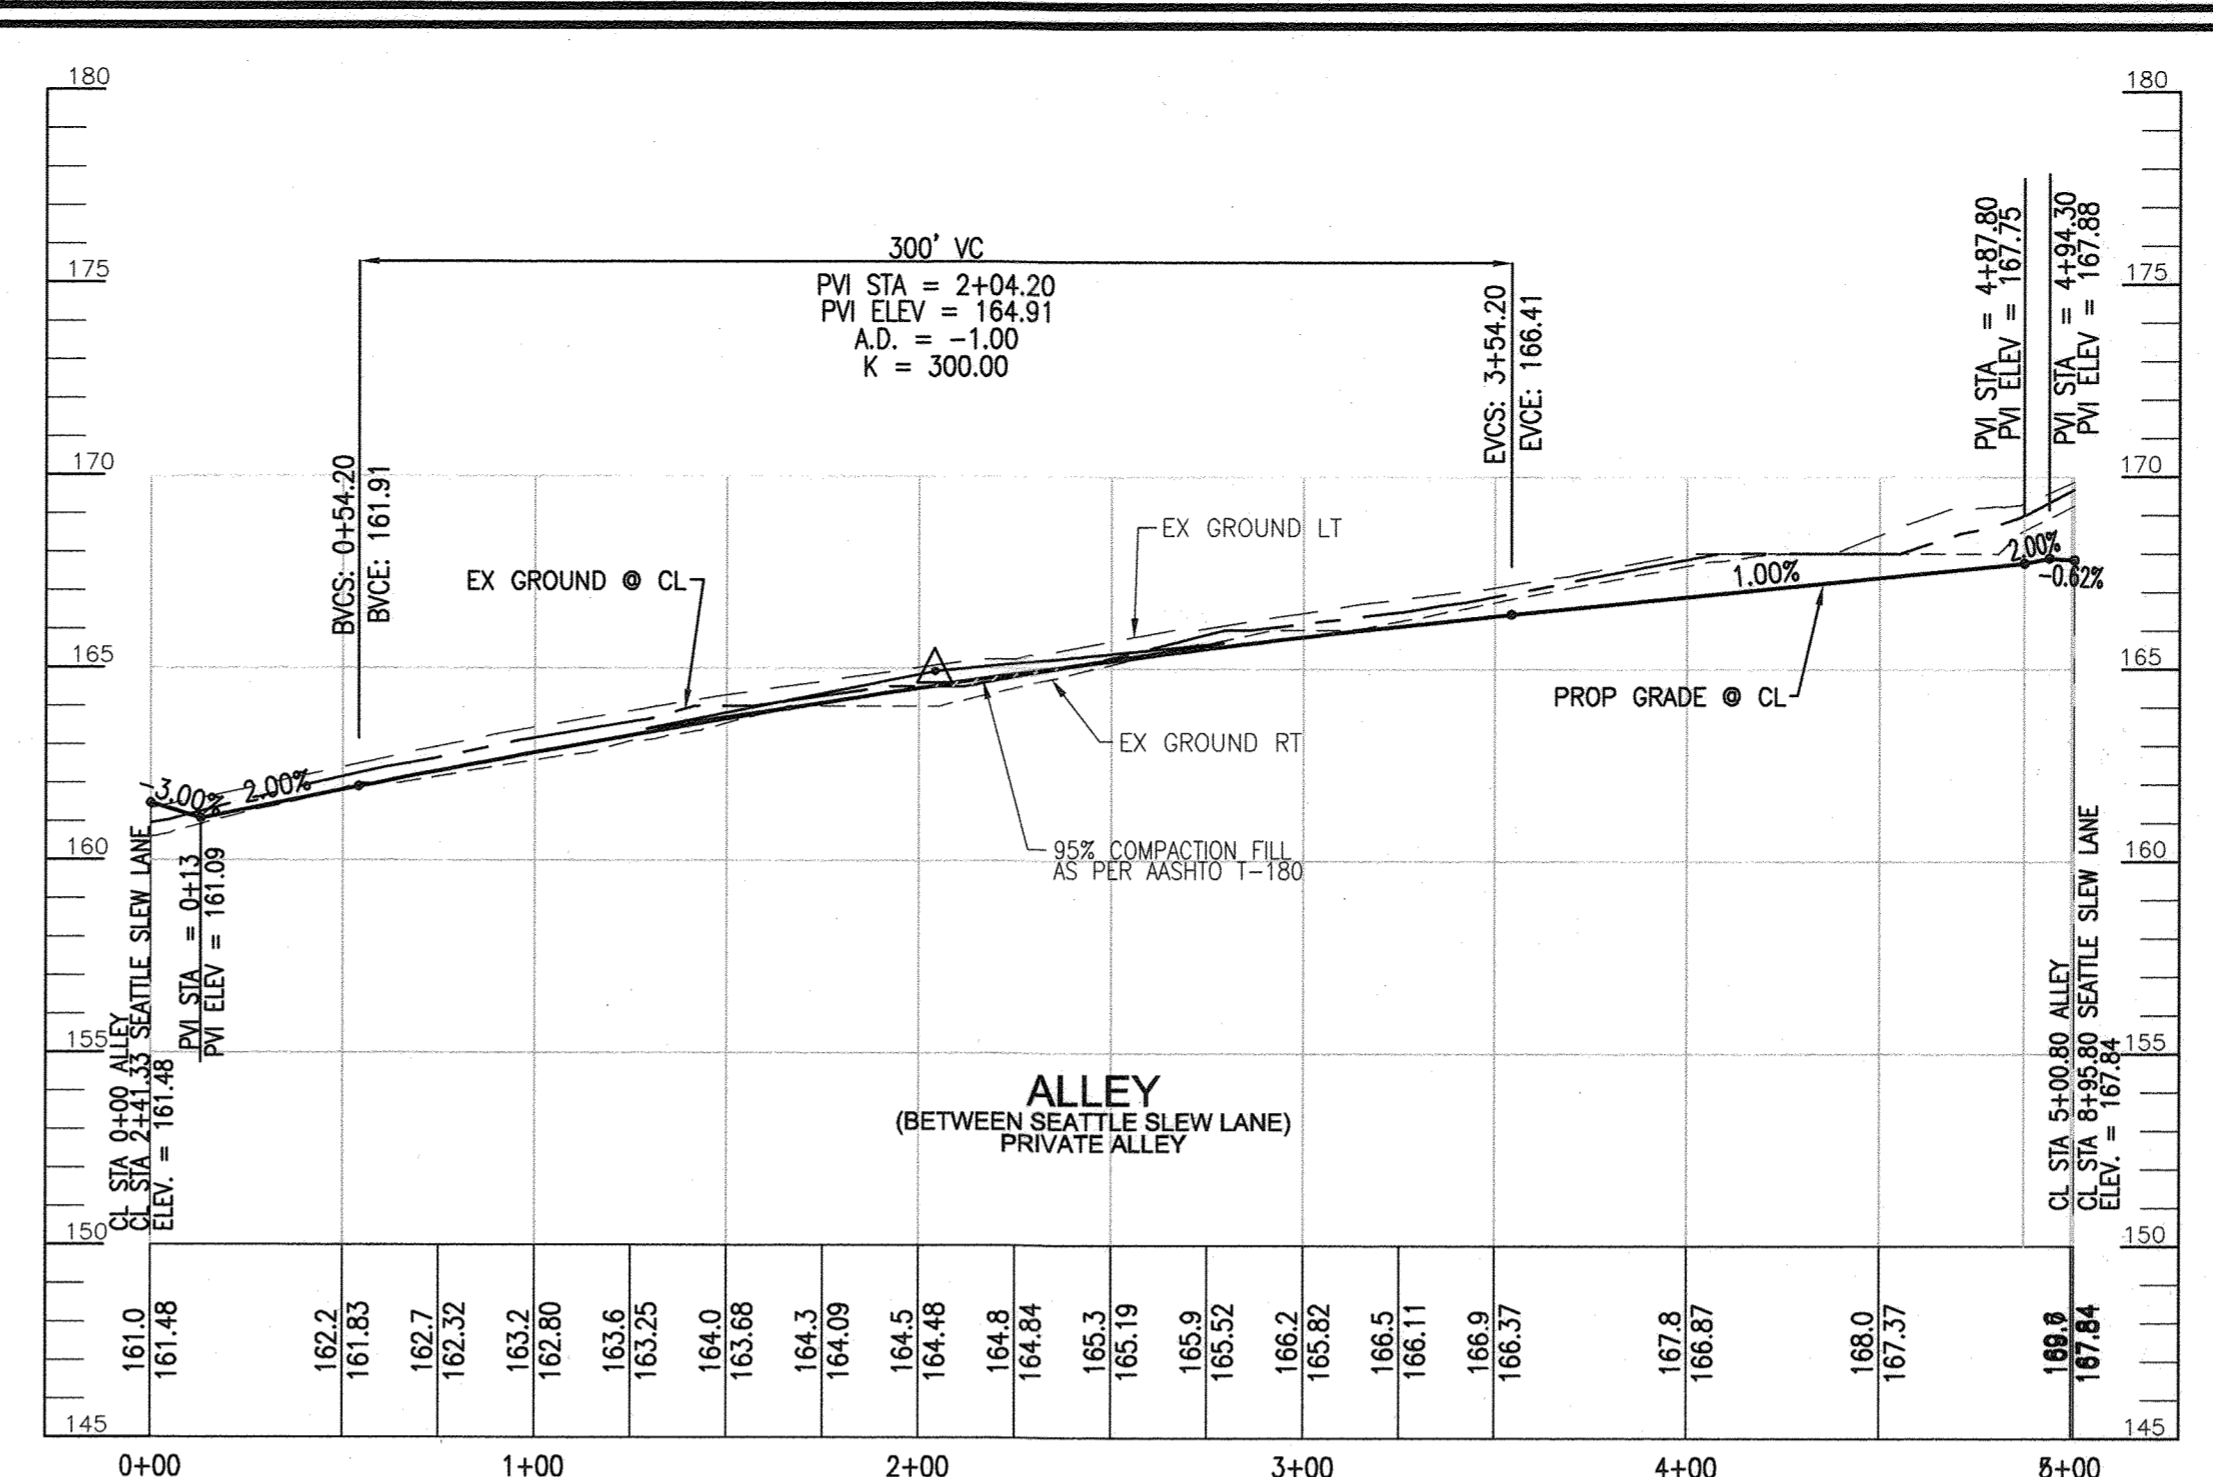 180
180
175
175
170
170
165
165
160
160
155
155
150
150
145
145
300' VC
PVI STA = 2+04.20
PVI ELEV = 164.91
A.D. = -1.00
K = 300.00
BVCS: 0+54.20
BVCE: 161.91
EVCS: 3+54.20
EVCE: 166.41
PVI STA = 4+87.80
PVI ELEV = 167.75
PVI STA = 4+94.30
PVI ELEV = 167.88
EX GROUND @ CL
EX GROUND LT
EX GROUND RT
PROP GRADE @ CL
95% COMPACTION FILL
AS PER AASHTO T-180
-3.00%
2.00%
1.00%
2.00%
-0.62%
CL STA 0+00 ALLEY
CL STA 2+41.33 SEATTLE SLEW LANE
ELEV. = 161.48
PVI STA = 0+13
PVI ELEV = 161.09
CL STA 5+00.80 ALLEY
CL STA 8+95.80 SEATTLE SLEW LANE
ELEV. = 167.84
ALLEY
(BETWEEN SEATTLE SLEW LANE)
PRIVATE ALLEY
161.0
161.48
162.2
161.83
162.7
162.32
163.2
162.80
163.6
163.25
164.0
163.68
164.3
164.09
164.5
164.48
164.8
164.84
165.3
165.19
165.9
165.52
166.2
165.82
166.5
166.11
166.9
166.37
167.8
166.87
168.0
167.37
167.84
0+00
1+00
2+00
3+00
4+00
5+00